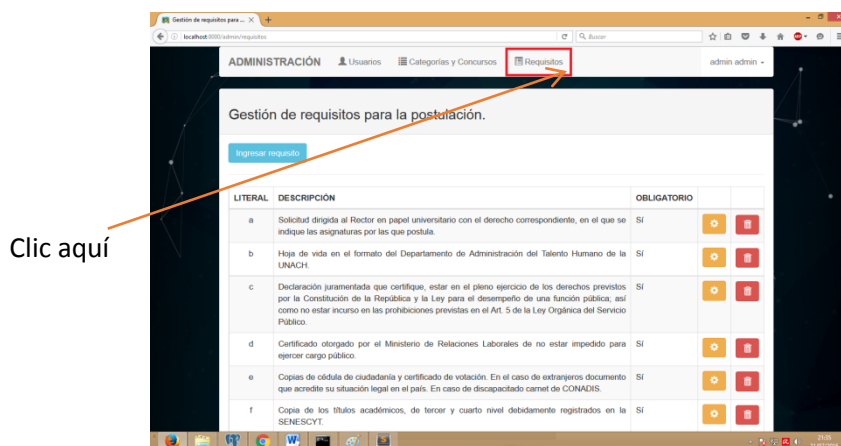 Gestión de requisitos para ... × +
localhost:8000/admin/requisitos
Buscar
ADMINISTRACIÓN Usuarios Categorías y Concursos Requisitos admin admin
Gestión de requisitos para la postulación.
Ingresar requisito
Clic aquí
LITERAL DESCRIPCIÓN OBLIGATORIO
a Solicitud dirigida al Rector en papel universitario con el derecho correspondiente, en el que se Sí
indique las asignaturas por las que postula.
b Hoja de vida en el formato del Departamento de Administración del Talento Humano de la Sí
UNACH.
c Declaración juramentada que certifique, estar en el pleno ejercicio de los derechos previstos Sí
por la Constitución de la República y la Ley para el desempeño de una función pública; así
como no estar incurso en las prohibiciones previstas en el Art. 5 de la Ley Orgánica del Servicio
Público.
d Certificado otorgado por el Ministerio de Relaciones Laborales de no estar impedido para Sí
ejercer cargo público.
e Copias de cédula de ciudadanía y certificado de votación. En el caso de extranjeros documento Sí
que acredite su situación legal en el país. En caso de discapacitado carnet de CONADIS.
f Copia de los títulos académicos, de tercer y cuarto nivel debidamente registrados en la Sí
SENESCYT.